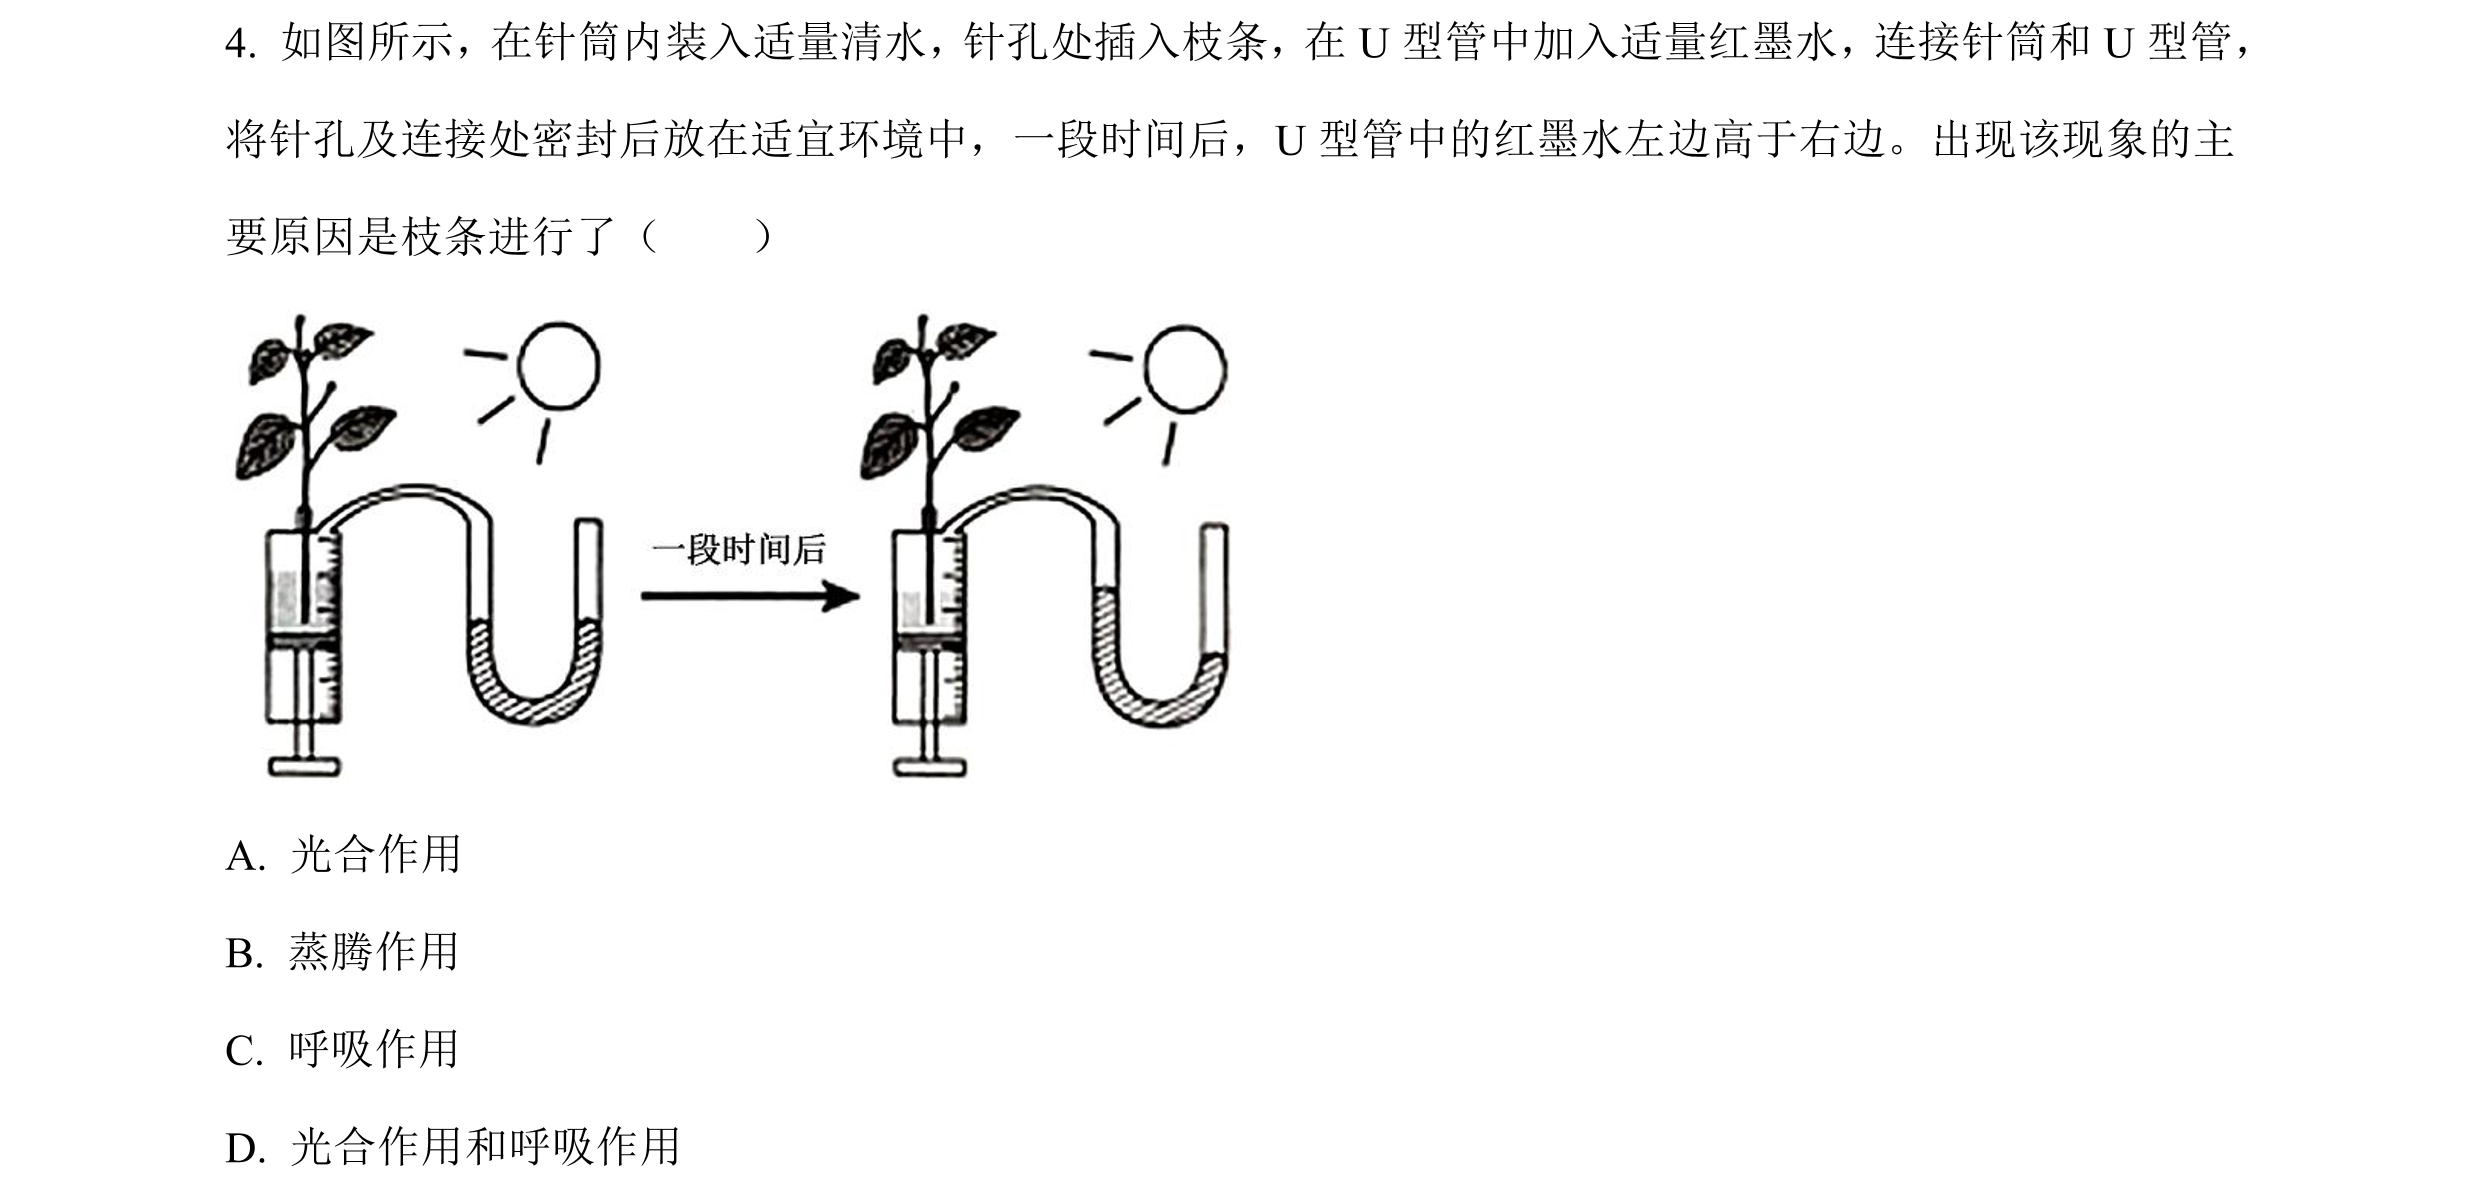 4. 如图所示，在针筒内装入适量清水，针孔处插入枝条，在 U 型管中加入适量红墨水，连接针筒和 U 型管，
将针孔及连接处密封后放在适宜环境中，一段时间后，U 型管中的红墨水左边高于右边。出现该现象的主
要原因是枝条进行了（　　）
一段时间后
A. 光合作用
B. 蒸腾作用
C. 呼吸作用
D. 光合作用和呼吸作用